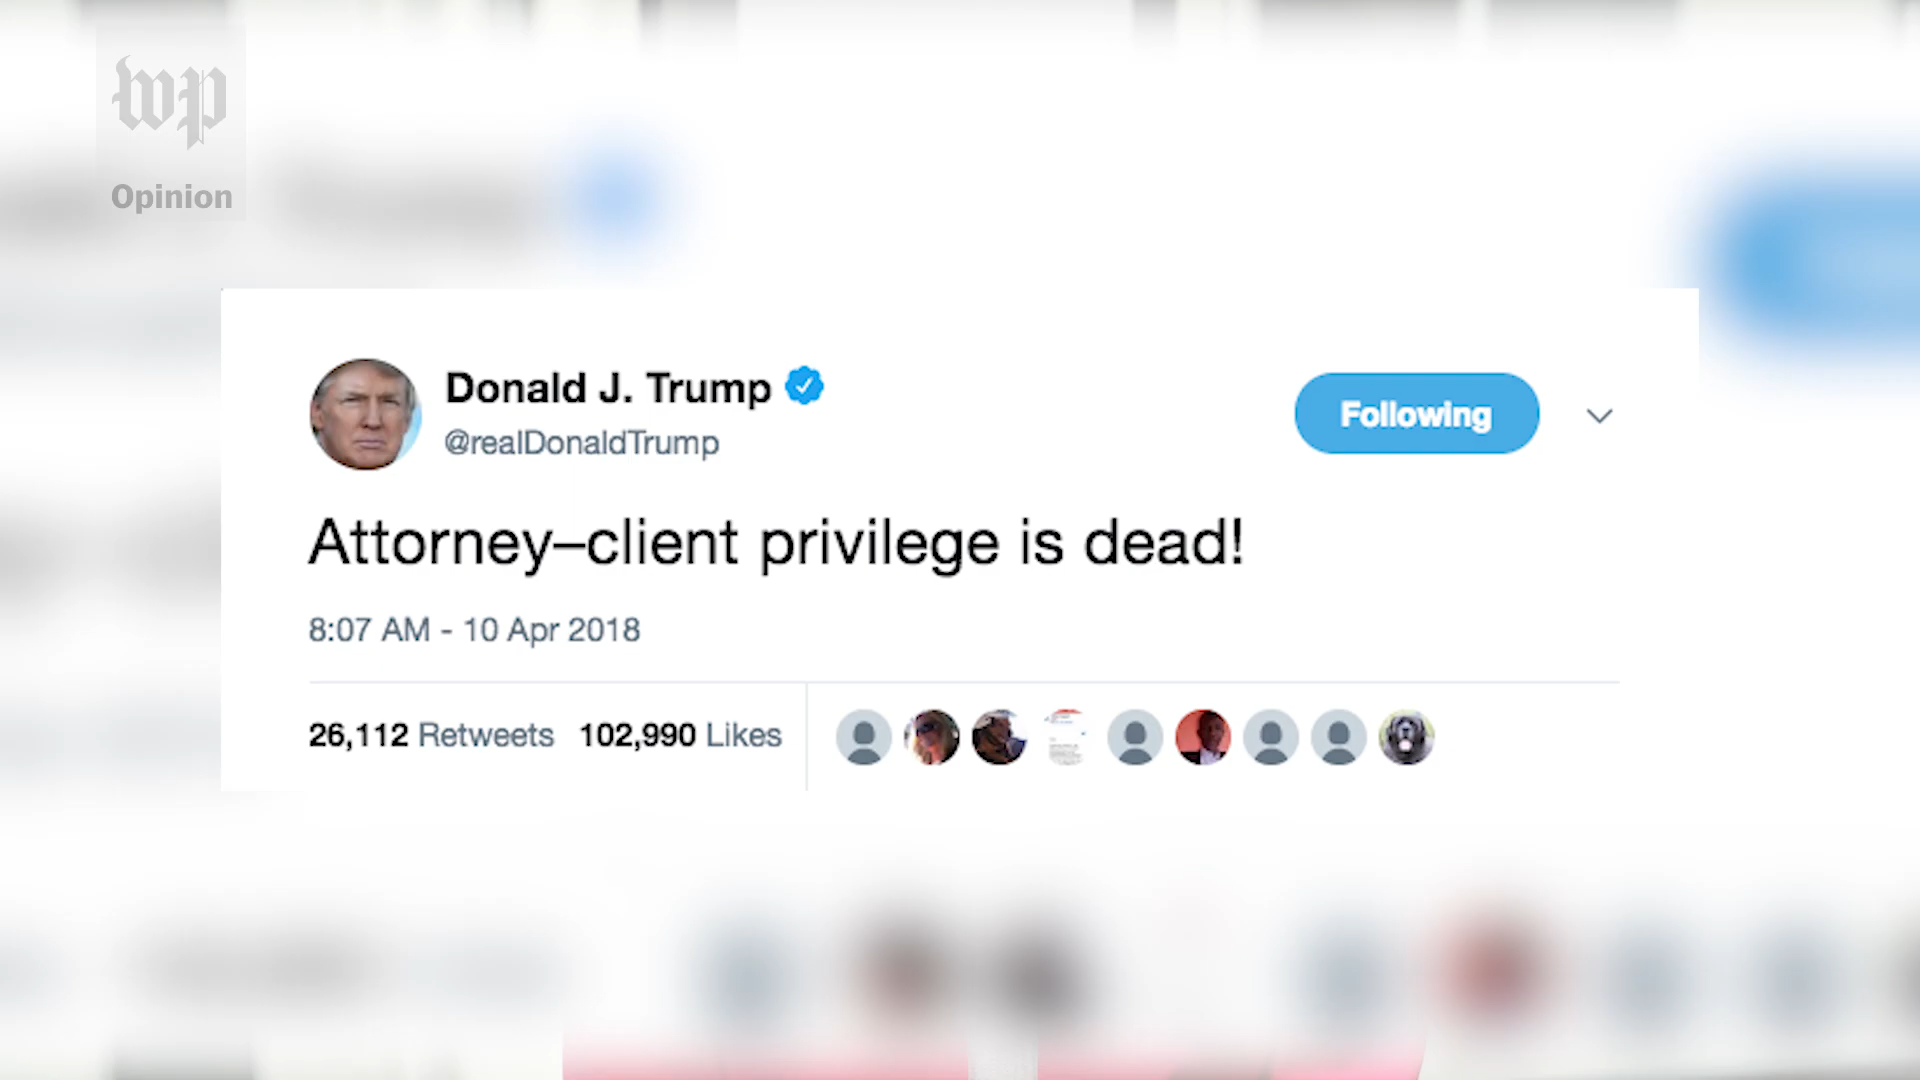 wp
Opinion
Donald J. Trump
@realDonaldTrump
Following
Attorney–client privilege is dead!
8:07 AM - 10 Apr 2018
26,112 Retweets 102,990 Likes